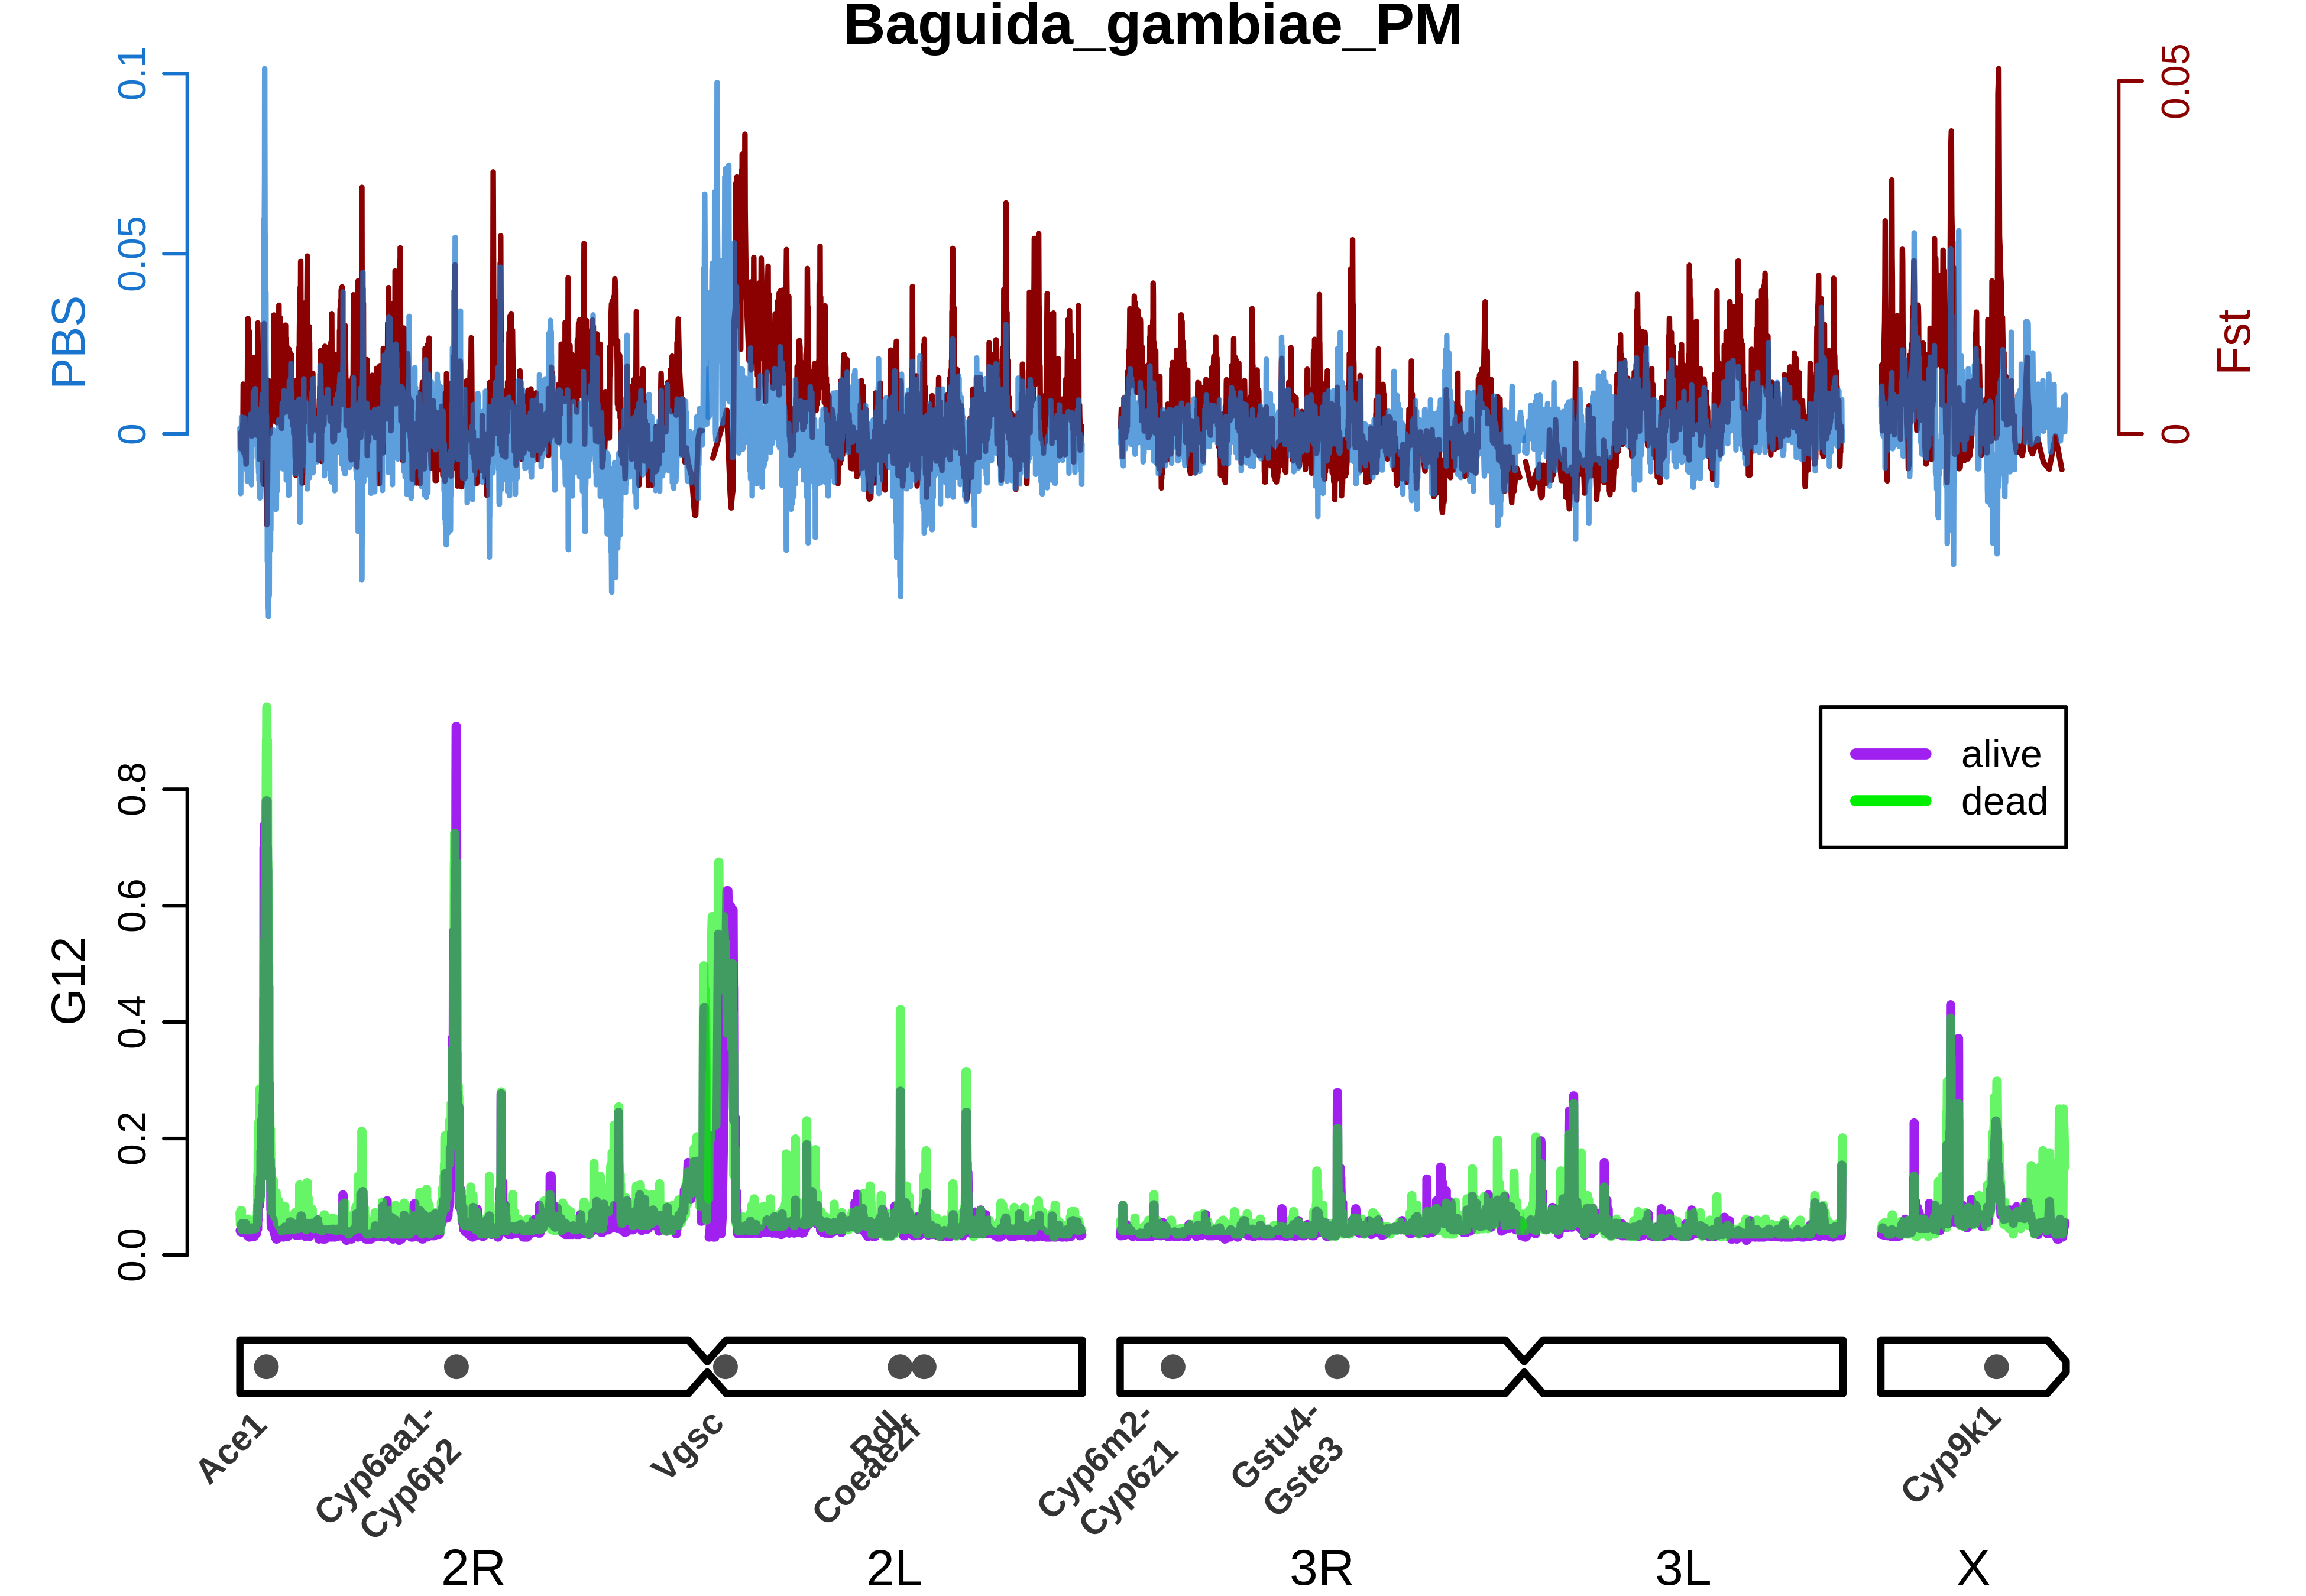 Baguida_gambiae_PM
0.1
0.05
0
PBS
0.05
0
Fst
alive
dead
0.8
0.6
0.4
0.2
0.0
G12
Ace1
Cyp6aa1-
Cyp6p2
Vgsc
Rdl
Coeae2f
Cyp6m2-
Cyp6z1
Gstu4-
Gste3
Cyp9k1
2R
2L
3R
3L
X